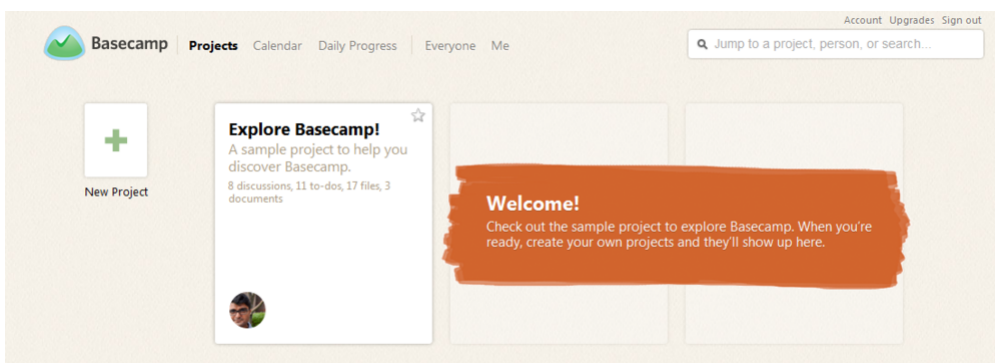 Account Upgrades Sign out
Basecamp Projects Calendar Daily Progress Everyone Me
Jump to a project, person, or search...
New Project
Explore Basecamp!
A sample project to help you
discover Basecamp.
8 discussions, 11 to-dos, 17 files, 3
documents
Welcome!
Check out the sample project to explore Basecamp. When you're
ready, create your own projects and they'll show up here.